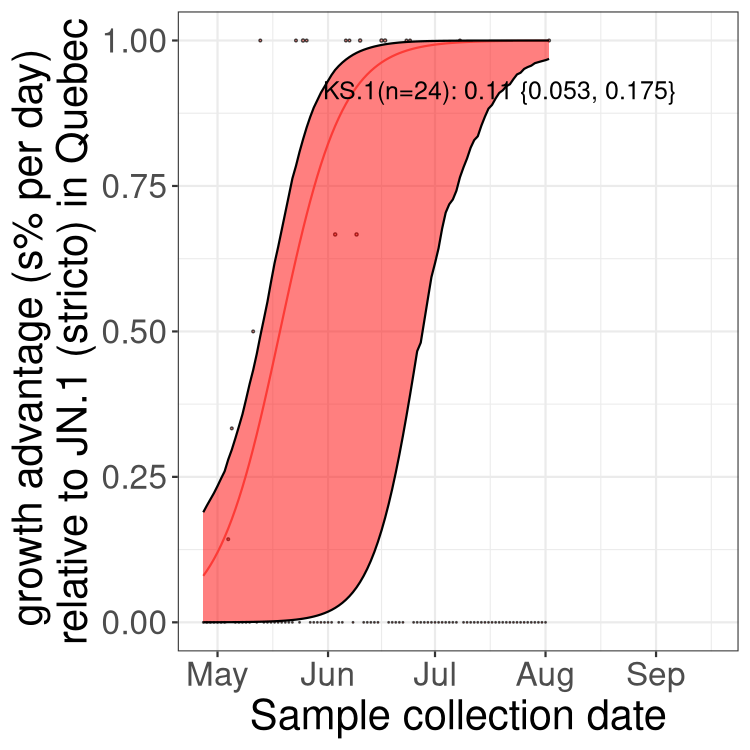 growth advantage (s% per day)
relative to JN.1 (stricto) in Quebec
1.00
0.75
0.50
0.25
0.00
KS.1(n=24): 0.11 {0.053, 0.175}
May Jun Jul Aug Sep
Sample collection date